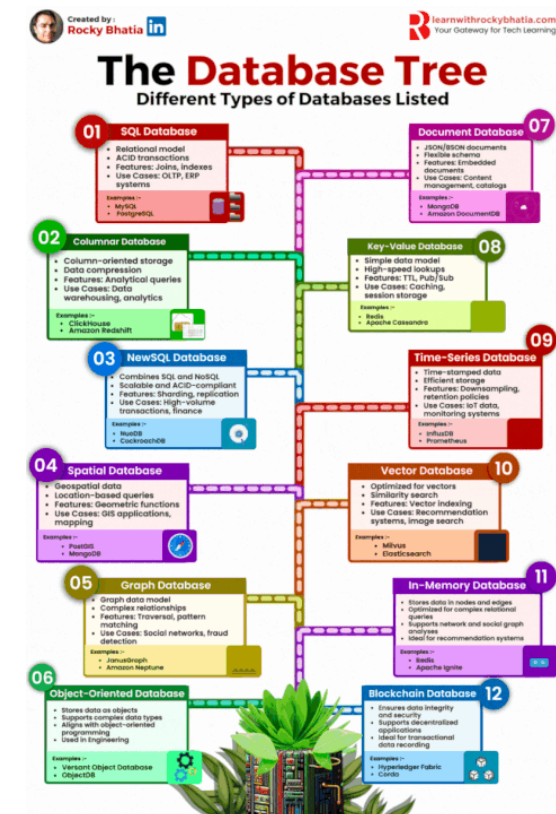 Created by :
Rocky Bhatia in
learnwithrockybhatia.com
Your Gateway for Tech Learning
The Database Tree
Different Types of Databases Listed
01
SQL Database
• Relational model
• ACID transactions
• Features: Joins, indexes
• Use Cases: OLTP, ERP
systems
Examples :-
• MySQL
• PostgreSQL
07
Document Database
• JSON/BSON documents
• Flexible schema
• Features: Embedded
documents
• Use Cases: Content
management, catalogs
Examples :-
• MongoDB
• Amazon DocumentDB
02
Columnar Database
• Column-oriented storage
• Data compression
• Features: Analytical queries
• Use Cases: Data
warehousing, analytics
Examples :-
• ClickHouse
• Amazon Redshift
08
Key-Value Database
• Simple data model
• High-speed lookups
• Features: TTL, Pub/Sub
• Use Cases: Caching,
session storage
Examples :-
• Redis
• Apache Cassandra
03
NewSQL Database
• Combines SQL and NoSQL
• Scalable and ACID-compliant
• Features: Sharding, replication
• Use Cases: High-volume
transactions, finance
Examples :-
• NuoDB
• CockroachDB
09
Time-Series Database
• Time-stamped data
• Efficient storage
• Features: Downsampling,
retention policies
• Use Cases: IoT data,
monitoring systems
Examples :-
• InfluxDB
• Prometheus
04
Spatial Database
• Geospatial data
• Location-based queries
• Features: Geometric functions
• Use Cases: GIS applications,
mapping
Examples :-
• PostGIS
• MongoDB
10
Vector Database
• Optimized for vectors
• Similarity search
• Features: Vector indexing
• Use Cases: Recommendation
systems, image search
Examples :-
• Milvus
• Elasticsearch
05
Graph Database
• Graph data model
• Complex relationships
• Features: Traversal, pattern
matching
• Use Cases: Social networks, fraud
detection
Examples :-
• JanusGraph
• Amazon Neptune
11
In-Memory Database
• Stores data in nodes and edges
• Optimized for complex relational
queries
• Supports network and social graph
analyses
• Ideal for recommendation systems
Examples :-
• Redis
• Apache Ignite
06
Object-Oriented Database
• Stores data as objects
• Supports complex data types
• Aligns with object-oriented
programming
• Used in Engineering
Examples :-
• Versant Object Database
• ObjectDB
12
Blockchain Database
• Ensures data integrity
and security
• Supports decentralized
applications
• Ideal for transactional
data recording
Examples :-
• Hyperledger Fabric
• Corda